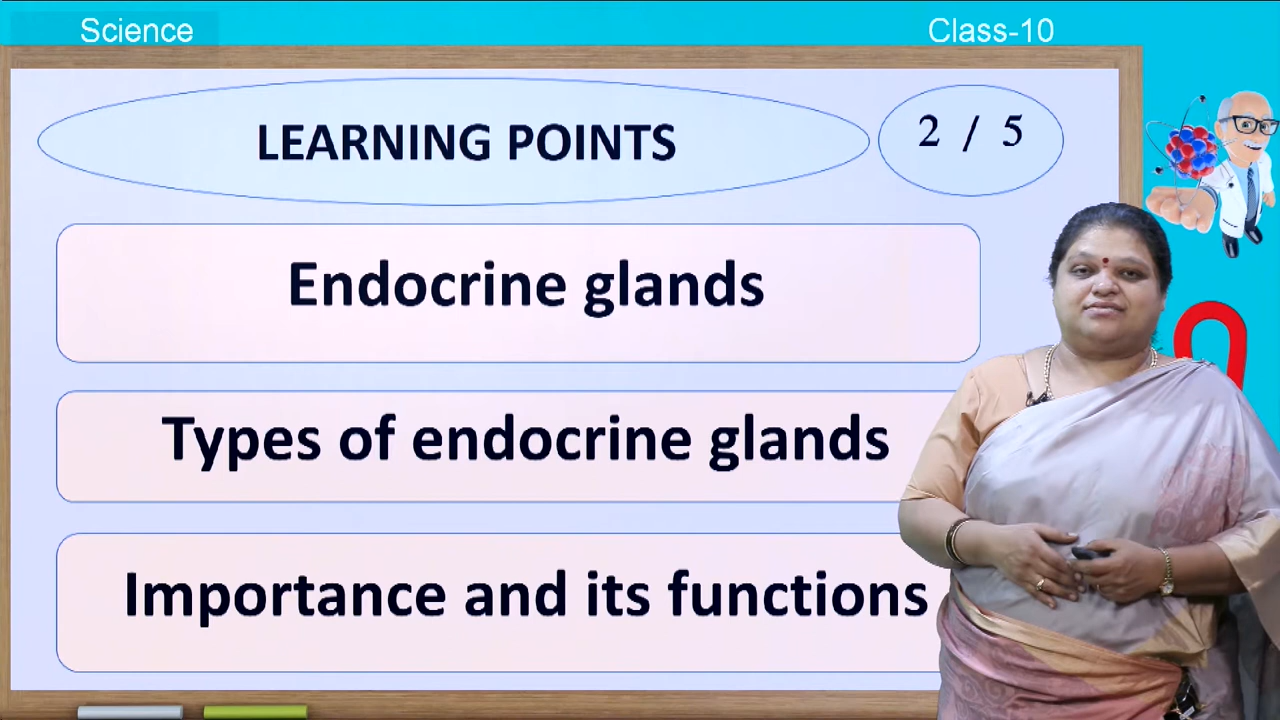 Science
Class-10
LEARNING POINTS
2 / 5
Endocrine glands
Types of endocrine glands
Importance and its functions